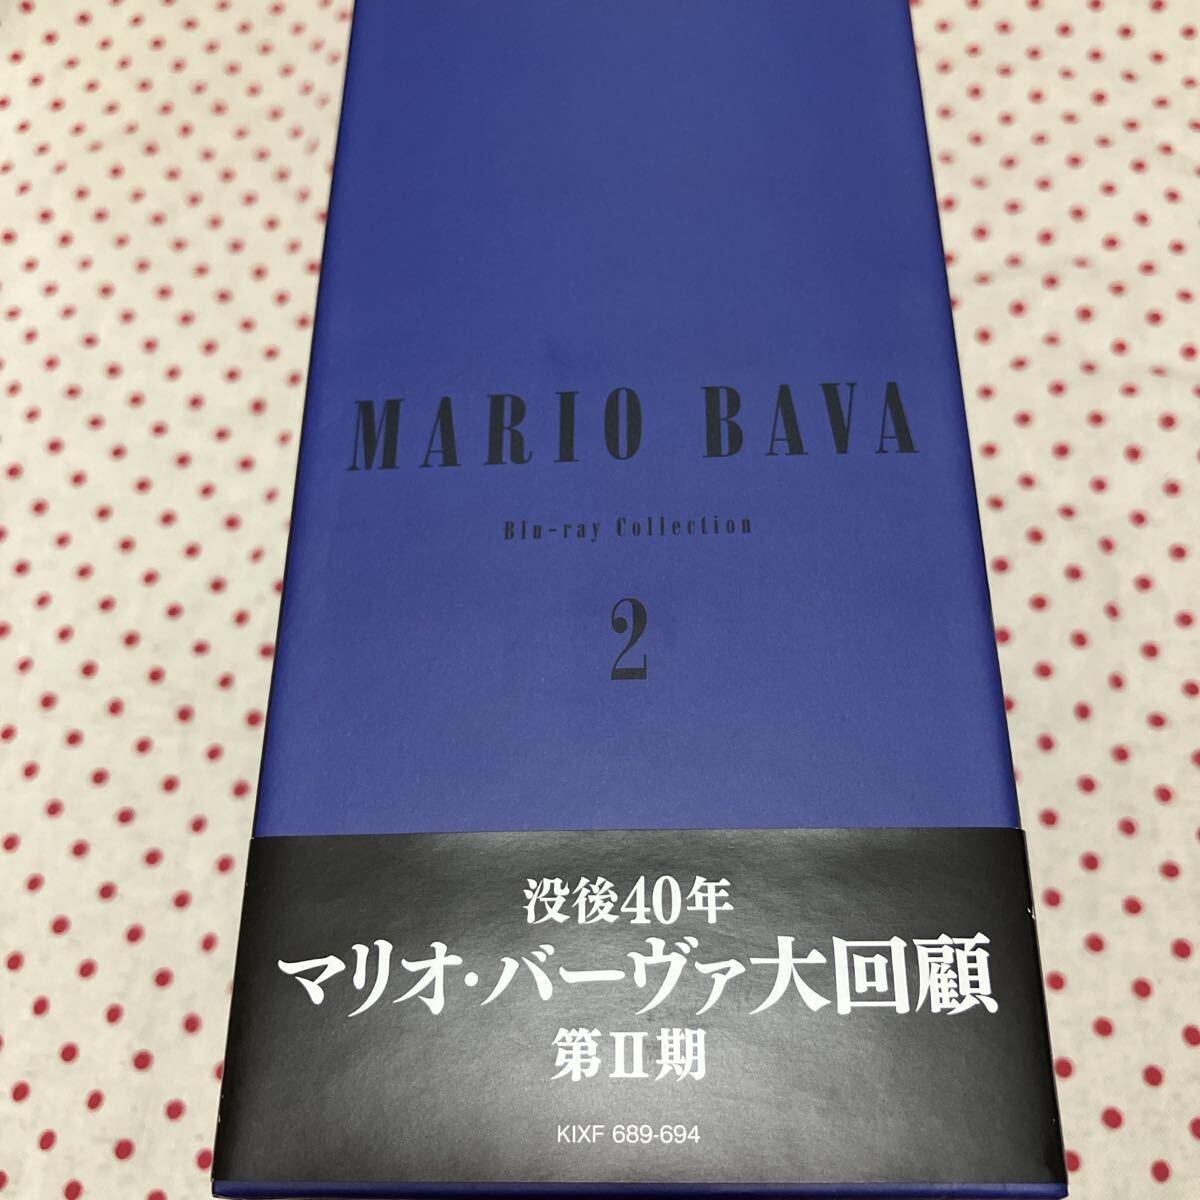 MARIO BAVA
Blu-ray Collection
2
没後40年
マリオ・バーヴァ大回顧
第II期
KIXF 689-694